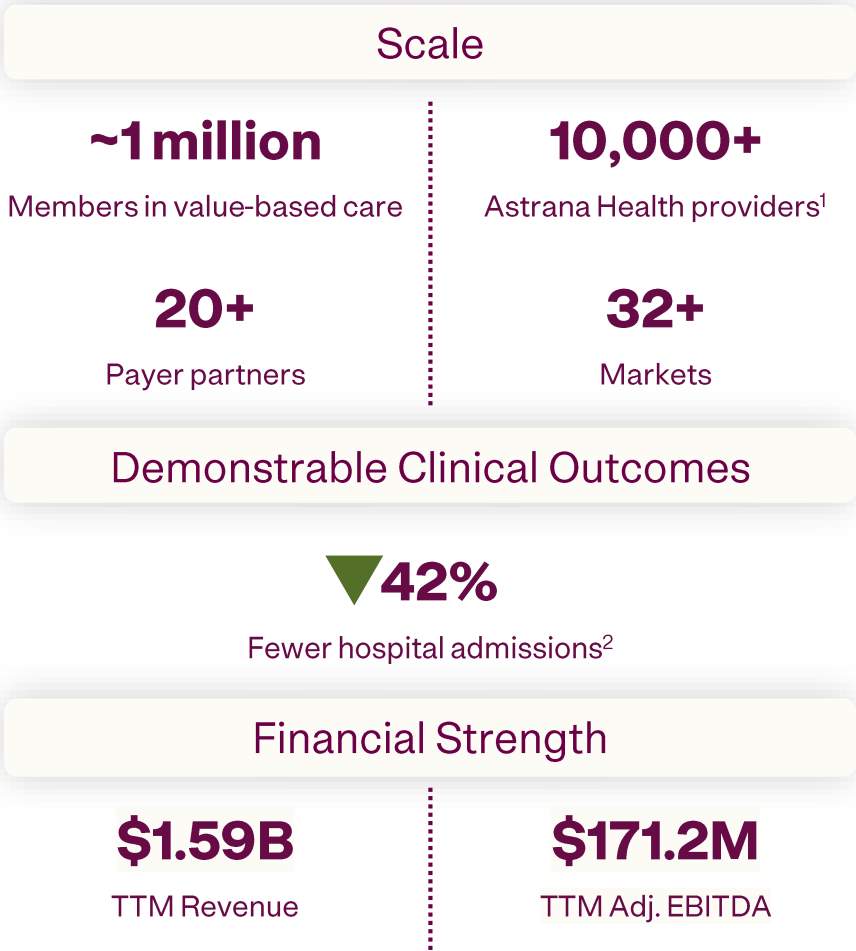 Scale
~1 million
10,000+
Members in value-based care
Astrana Health providers¹
20+
32+
Payer partners
Markets
Demonstrable Clinical Outcomes
▼42%
Fewer hospital admissions²
Financial Strength
$1.59B
$171.2M
TTM Revenue
TTM Adj. EBITDA